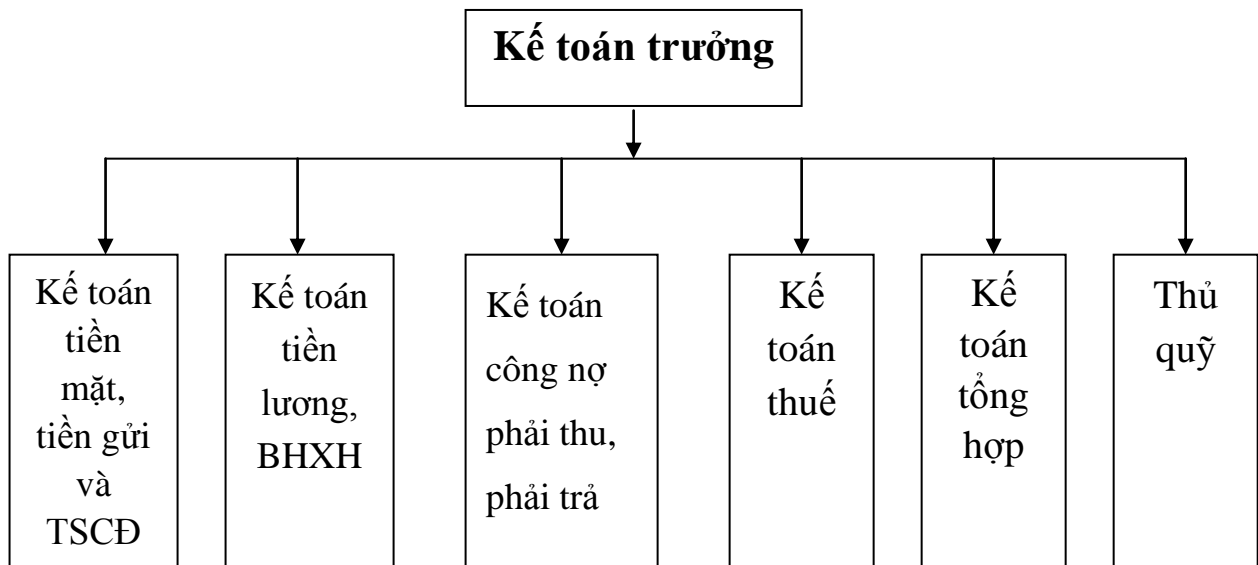 Kế toán trưởng
Kế toán
tiền
mặt,
tiền gửi
và
TSCĐ
Kế toán
tiền
lương,
BHXH
Kế toán
công nợ
phải thu,
phải trả
Kế
toán
thuế
Kế
toán
tổng
hợp
Thủ
quỹ